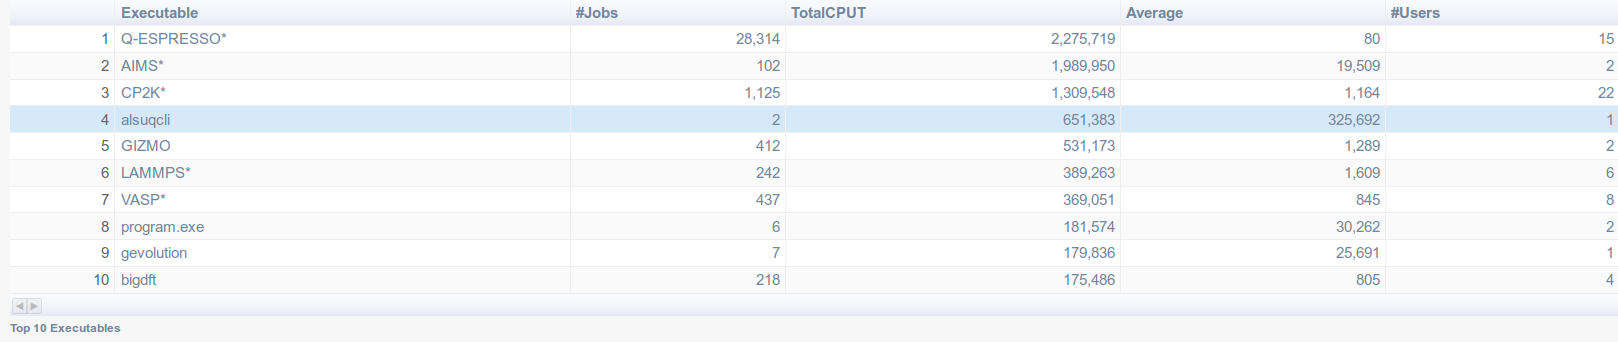 Executable #Jobs TotalCPUT Average #Users
1 Q-ESPRESSO* 28,314 2,275,719 80 15
2 AIMS* 102 1,989,950 19,509 2
3 CP2K* 1,125 1,309,548 1,164 22
4 alsuqcli 2 651,383 325,692 1
5 GIZMO 412 531,173 1,289 2
6 LAMMPS* 242 389,263 1,609 6
7 VASP* 437 369,051 845 8
8 program.exe 6 181,574 30,262 2
9 gevolution 7 179,836 25,691 1
10 bigdft 218 175,486 805 4
Top 10 Executables